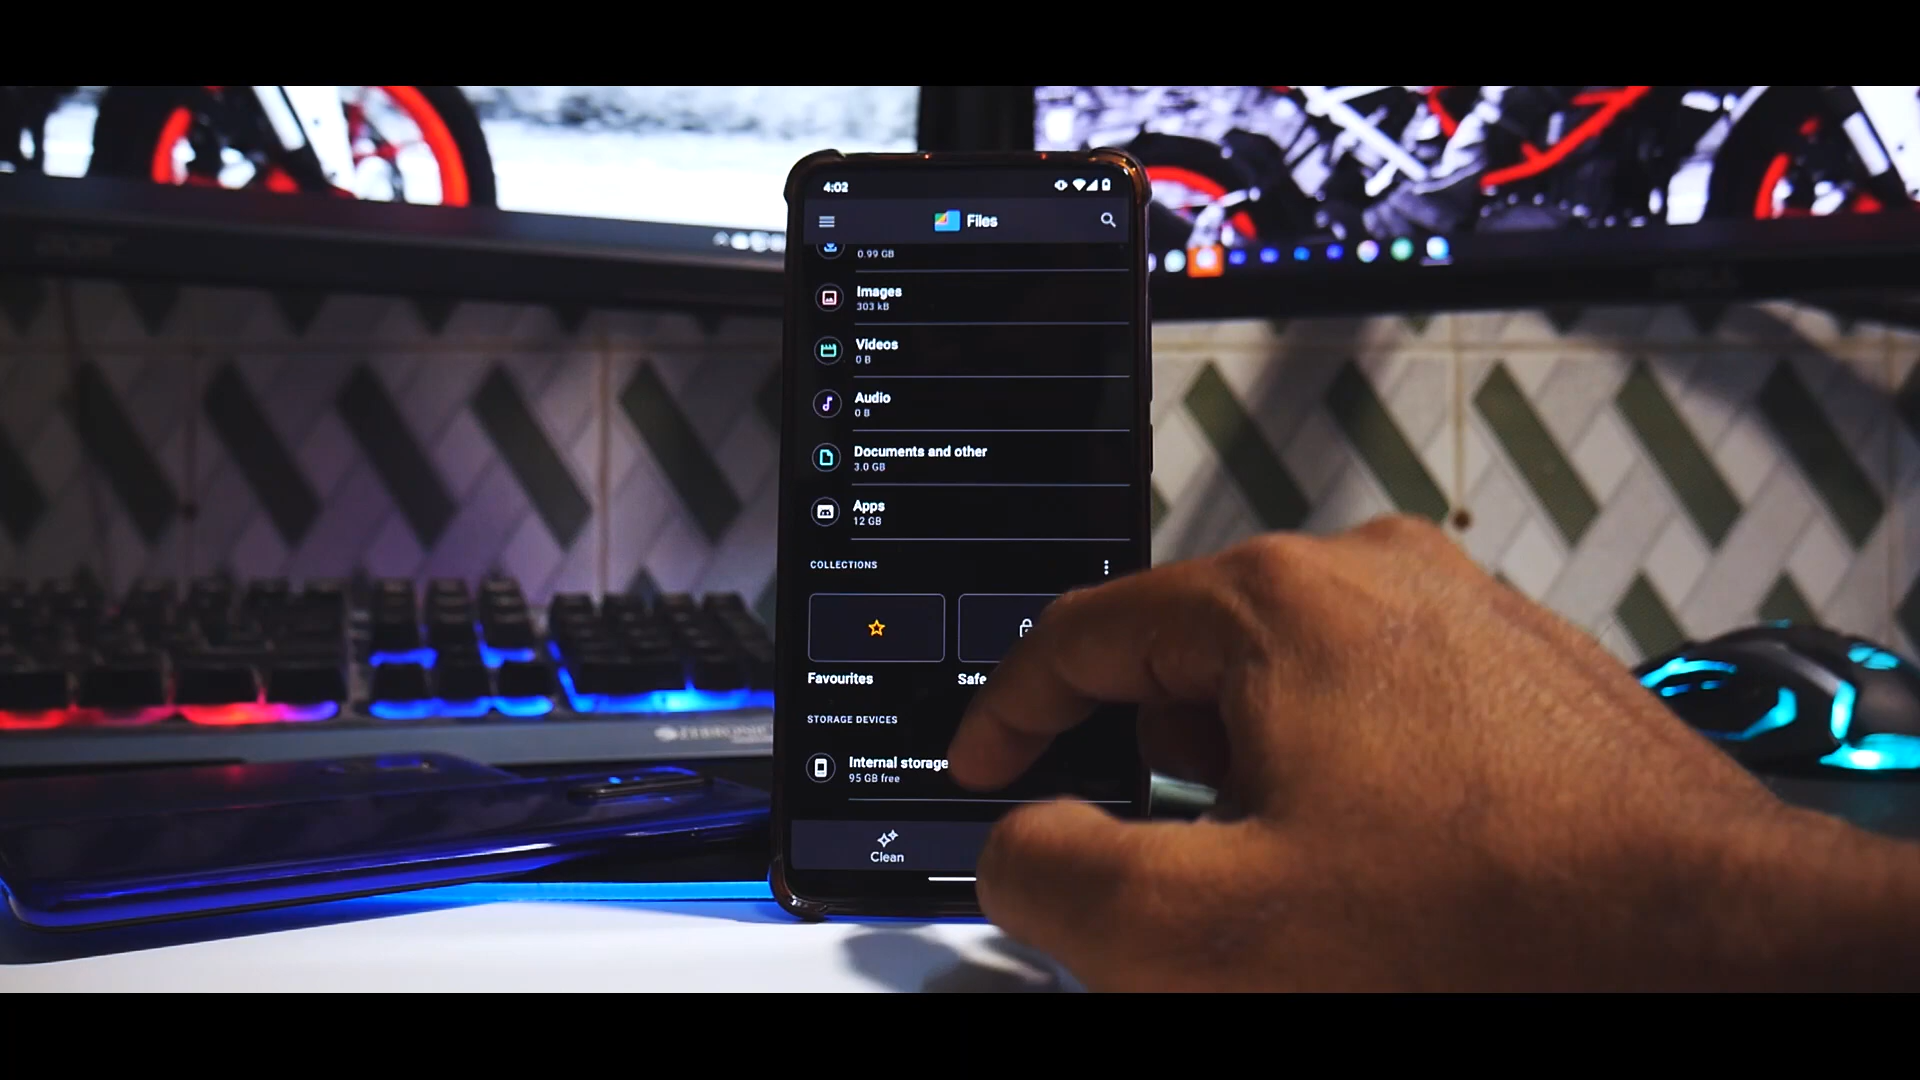 4:02
Files
0.99 GB
Images
303 kB
Videos
0 B
Audio
0 B
Documents and other
3.0 GB
Apps
12 GB
COLLECTIONS
Favourites
Safe
STORAGE DEVICES
Internal storage
95 GB free
Clean